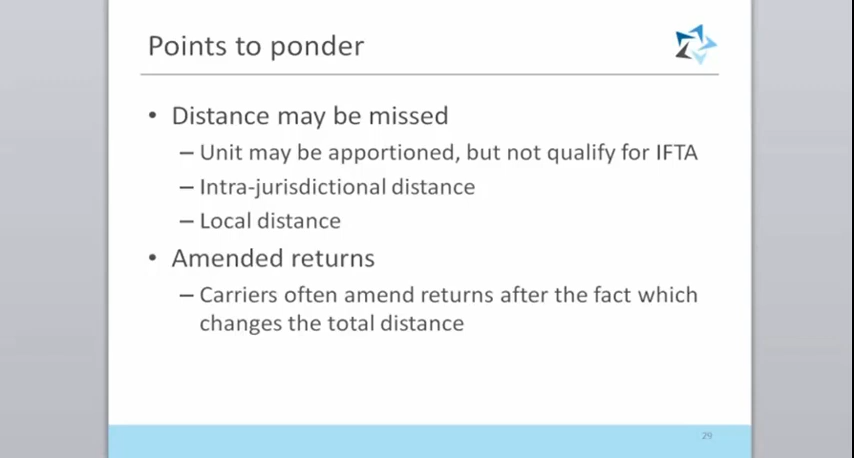 Points to ponder
• Distance may be missed
– Unit may be apportioned, but not qualify for IFTA
– Intra-jurisdictional distance
– Local distance
• Amended returns
– Carriers often amend returns after the fact which
changes the total distance
29